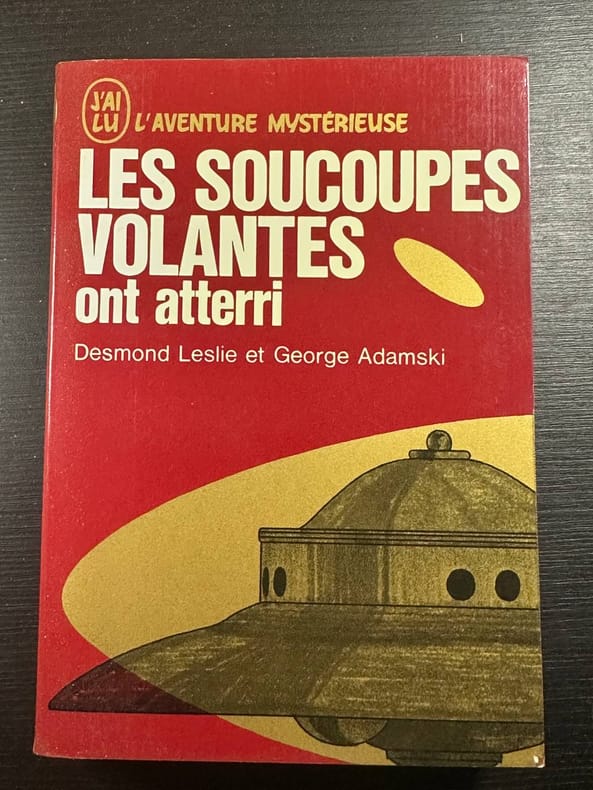 J'AI LU
L'AVENTURE MYSTÉRIEUSE
LES SOUCOUPES
VOLANTES
ont atterri
Desmond Leslie et George Adamski